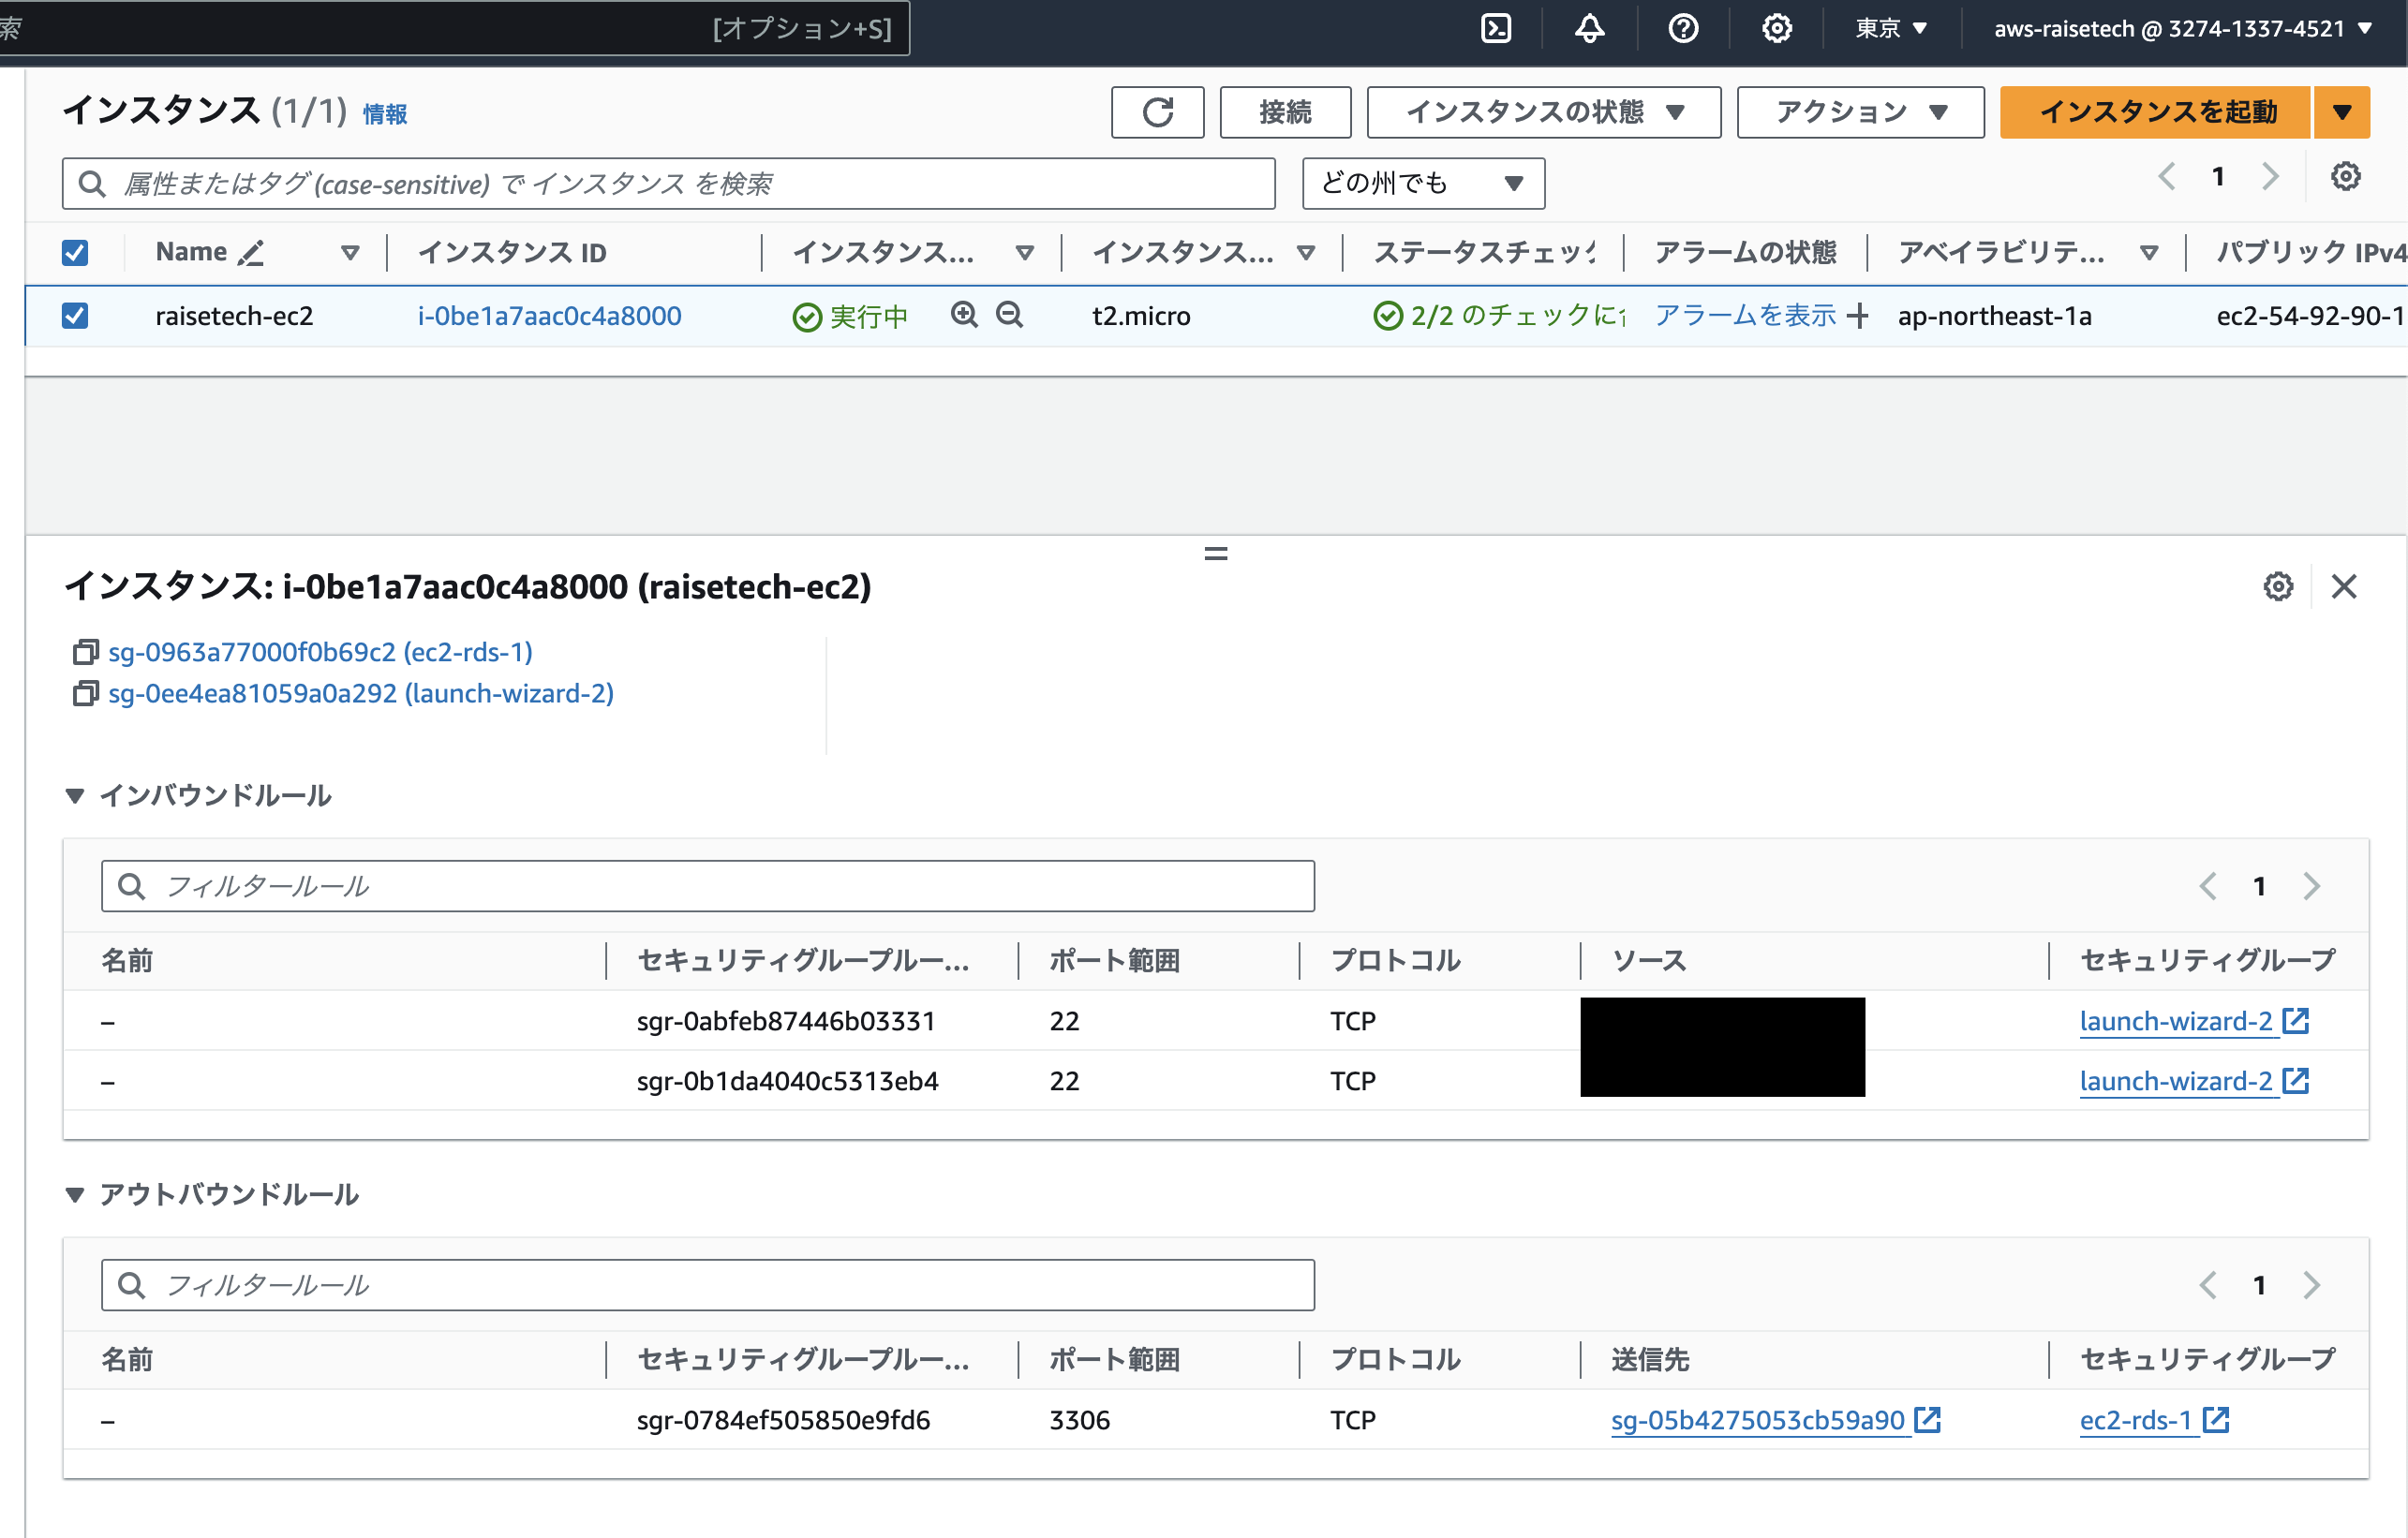 索 [オプション+S] 東京 ▼ aws-raisetech @ 3274-1337-4521 ▼
インスタンス (1/1) 情報 接続 インスタンスの状態 ▼ アクション ▼ インスタンスを起動 ▼
属性またはタグ (case-sensitive) で インスタンス を検索 どの州でも ▼ 1
Name インスタンス ID インスタンス... インスタンス... ステータスチェック アラームの状態 アベイラビリテ... パブリック IPv4
raisetech-ec2 i-0be1a7aac0c4a8000 実行中 t2.micro 2/2 のチェックに アラームを表示 + ap-northeast-1a ec2-54-92-90-1
インスタンス: i-0be1a7aac0c4a8000 (raisetech-ec2)
sg-0963a77000f0b69c2 (ec2-rds-1)
sg-0ee4ea81059a0a292 (launch-wizard-2)
▼ インバウンドルール
フィルタールール 1
名前 セキュリティグループルー... ポート範囲 プロトコル ソース セキュリティグループ
– sgr-0abfeb87446b03331 22 TCP launch-wizard-2
– sgr-0b1da4040c5313eb4 22 TCP launch-wizard-2
▼ アウトバウンドルール
フィルタールール 1
名前 セキュリティグループルー... ポート範囲 プロトコル 送信先 セキュリティグループ
– sgr-0784ef505850e9fd6 3306 TCP sg-05b4275053cb59a90 ec2-rds-1